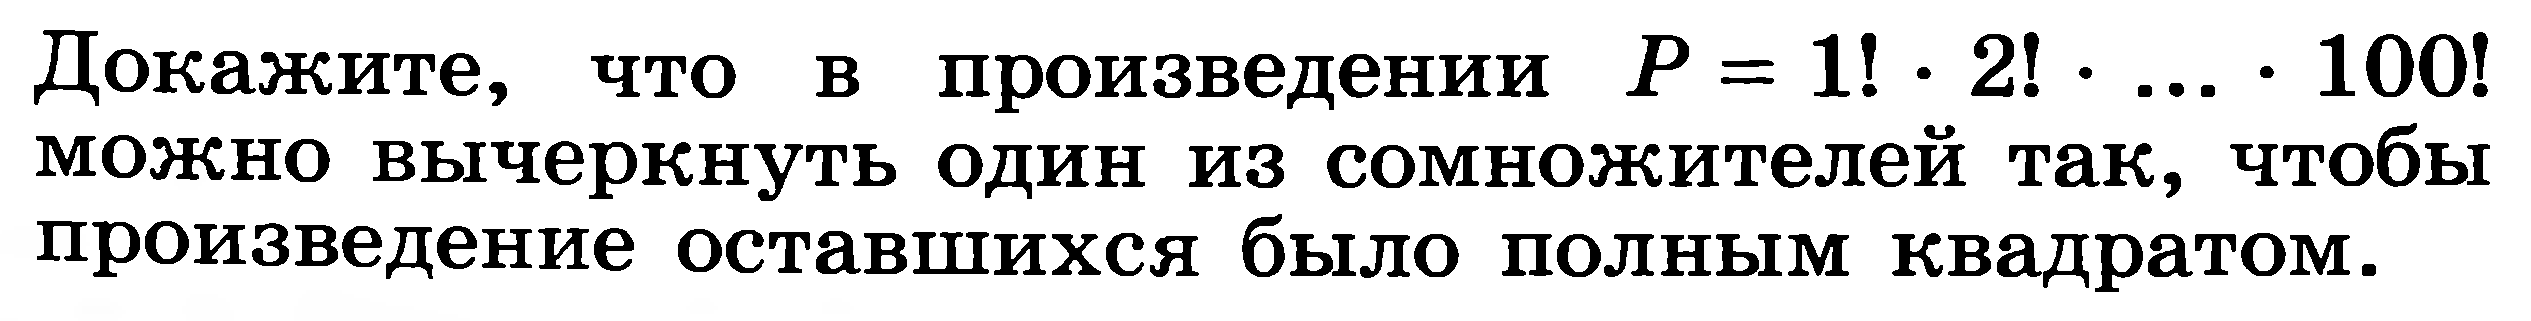 Докажите, что в произведении P = 1! · 2! · ... · 100!
можно вычеркнуть один из сомножителей так, чтобы
произведение оставшихся было полным квадратом.